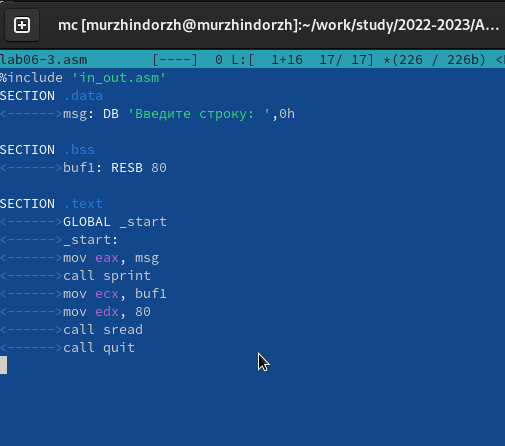 mc [murzhindorzh@murzhindorzh]:~/work/study/2022-2023/A...
lab06-3.asm [----] 0 L:[ 1+16 17/ 17] *(226 / 226b) <
%include 'in_out.asm'
SECTION .data
<------>msg: DB 'Введите строку: ',0h
SECTION .bss
<------>buf1: RESB 80
SECTION .text
<------>GLOBAL _start
<------>_start:
<------>mov eax, msg
<------>call sprint
<------>mov ecx, buf1
<------>mov edx, 80
<------>call sread
<------>call quit